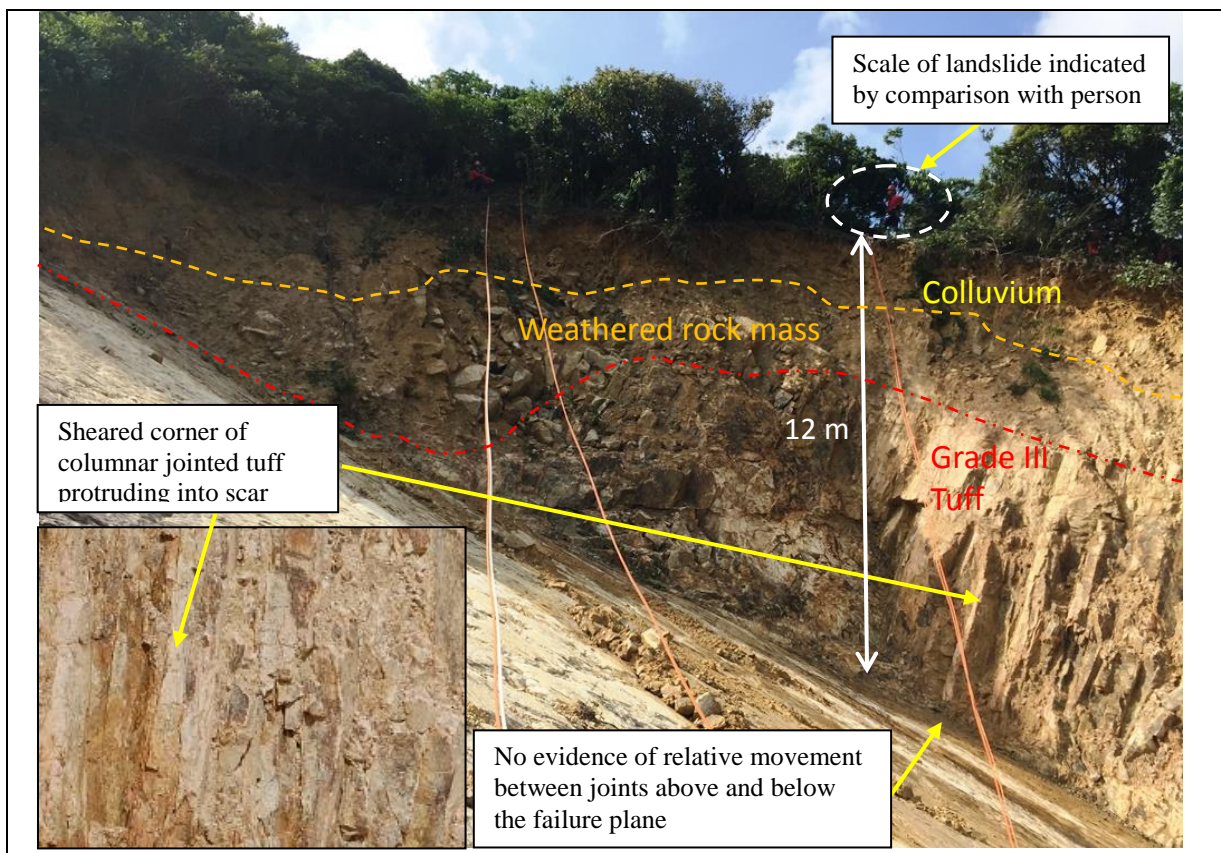 Scale of landslide indicated
by comparison with person
Colluvium
Weathered rock mass
12 m
Grade III
Tuff
Sheared corner of
columnar jointed tuff
protruding into scar
No evidence of relative movement
between joints above and below
the failure plane